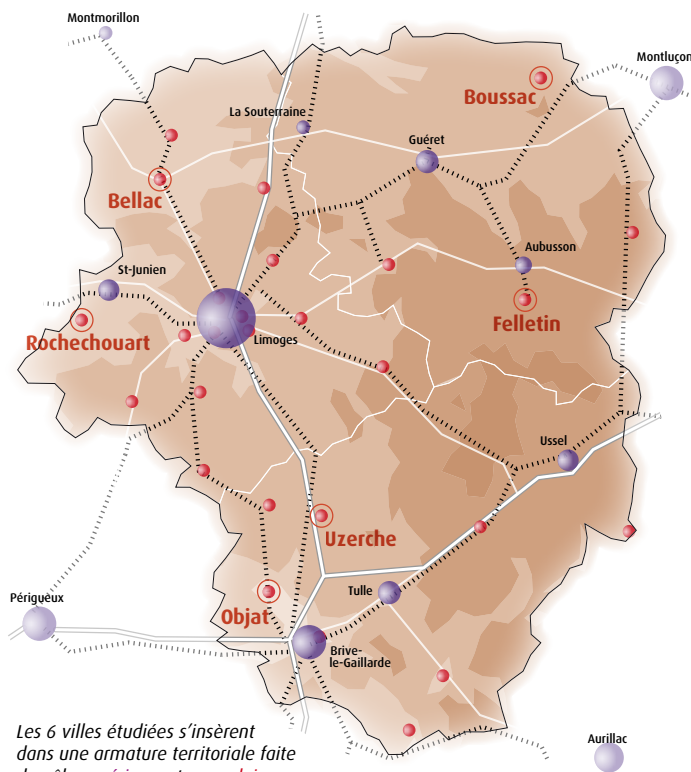 Montmorillon
Montluçon
Boussac
La Souterraine
Guéret
Bellac
Aubusson
St-Junien
Felletin
Rochechouart
Limoges
Ussel
Uzerche
Périgueux
Tulle
Objat
Brive-
le-Gaillarde
Les 6 villes étudiées s’insèrent
dans une armature territoriale faite
Aurillac